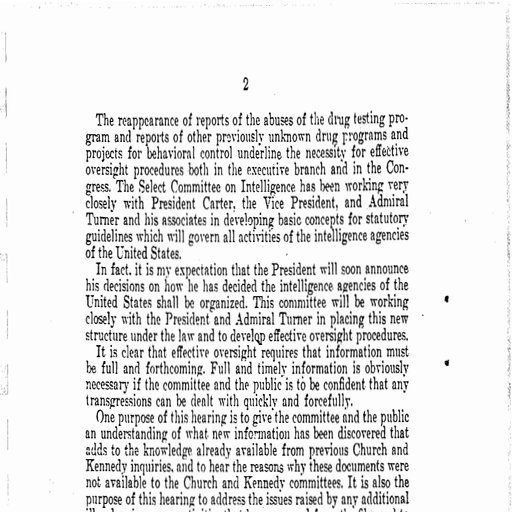 2
The reappearance of reports of the abuses of the drug testing pro-
gram and reports of other previously unknown drug programs and
projects for behavioral control underline the necessity for effective
oversight procedures both in the executive branch and in the Con-
gress. The Select Committee on Intelligence has been working very
closely with President Carter, the Vice President, and Admiral
Turner and his associates in developing basic concepts for statutory
guidelines which will govern all activities of the intelligence agencies
of the United States.
In fact, it is my expectation that the President will soon announce
his decisions on how he has decided the intelligence agencies of the
United States shall be organized. This committee will be working
closely with the President and Admiral Turner in placing this new
structure under the law and to develop effective oversight procedures.
It is clear that effective oversight requires that information must
be full and forthcoming. Full and timely information is obviously
necessary if the committee and the public is to be confident that any
transgressions can be dealt with quickly and forcefully.
One purpose of this hearing is to give the committee and the public
an understanding of what new information has been discovered that
adds to the knowledge already available from previous Church and
Kennedy inquiries, and to hear the reasons why these documents were
not available to the Church and Kennedy committees. It is also the
purpose of this hearing to address the issues raised by any additional